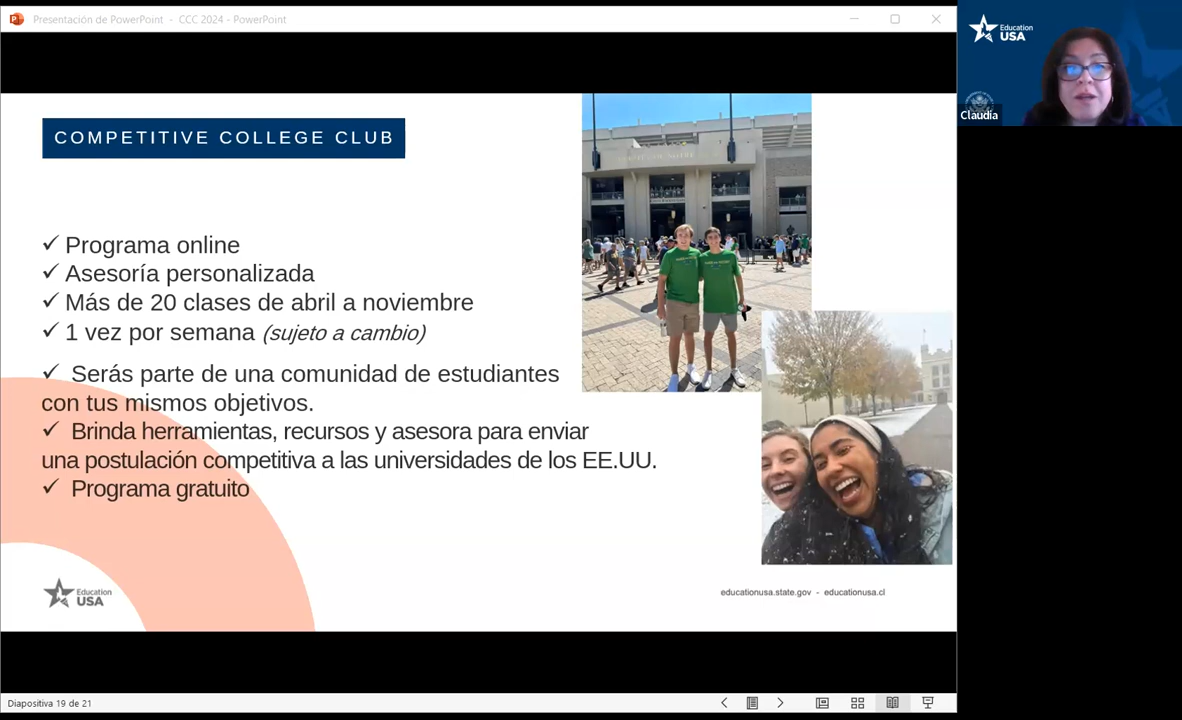 Presentación de PowerPoint - CCC 2024 - PowerPoint
Education
USA
Claudia
COMPETITIVE COLLEGE CLUB
✓ Programa online
✓ Asesoría personalizada
✓ Más de 20 clases de abril a noviembre
✓ 1 vez por semana (sujeto a cambio)
✓ Serás parte de una comunidad de estudiantes
con tus mismos objetivos.
✓ Brinda herramientas, recursos y asesora para enviar
una postulación competitiva a las universidades de los EE.UU.
✓ Programa gratuito
Education
USA
educationusa.state.gov - educationusa.cl
Diapositiva 19 de 21